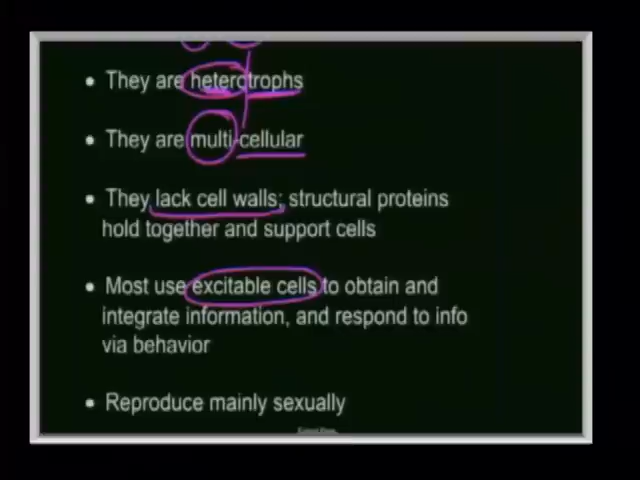 • They are heterotrophs
• They are multi-cellular
• They lack cell walls; structural proteins
hold together and support cells
• Most use excitable cells to obtain and
integrate information, and respond to info
via behavior
• Reproduce mainly sexually